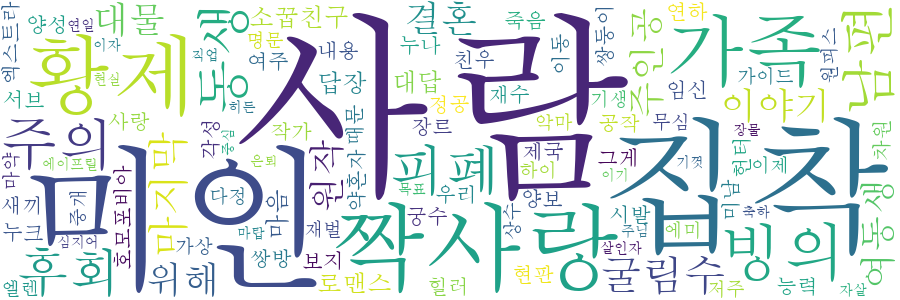 사람
미인
집착
짝사랑
황제
가족
남편
동생
빙의
후회
주의
피폐
원작
주인공
마지막
굴림수
여동생
이야기
대물
결혼
위해
소꿉친구
양성
연일
엑스트라
이자
직업
현실
서브
사랑
마약
에이프릴
새끼
누크
중개
심지어
호모포비아
엘렌
가상
각성
중심
히든
은퇴
다정
마음
마탑
쌍방
재벌
보지
약혼자
대문
작가
명문
여주
내용
답장
누나
대답
죽음
친우
장르
정공
재수
연하
쌍둥이
이동
기생
악마
공작
무심
임신
가이드
원퍼스
차원
장물
헌터
이제
미남
기껏
그게
제국
하이
양보
우리
목표
궁수
상수
힐러
로맨스
현판
살인자
이기
주님
시발
에미
저주
축하
능력
자살